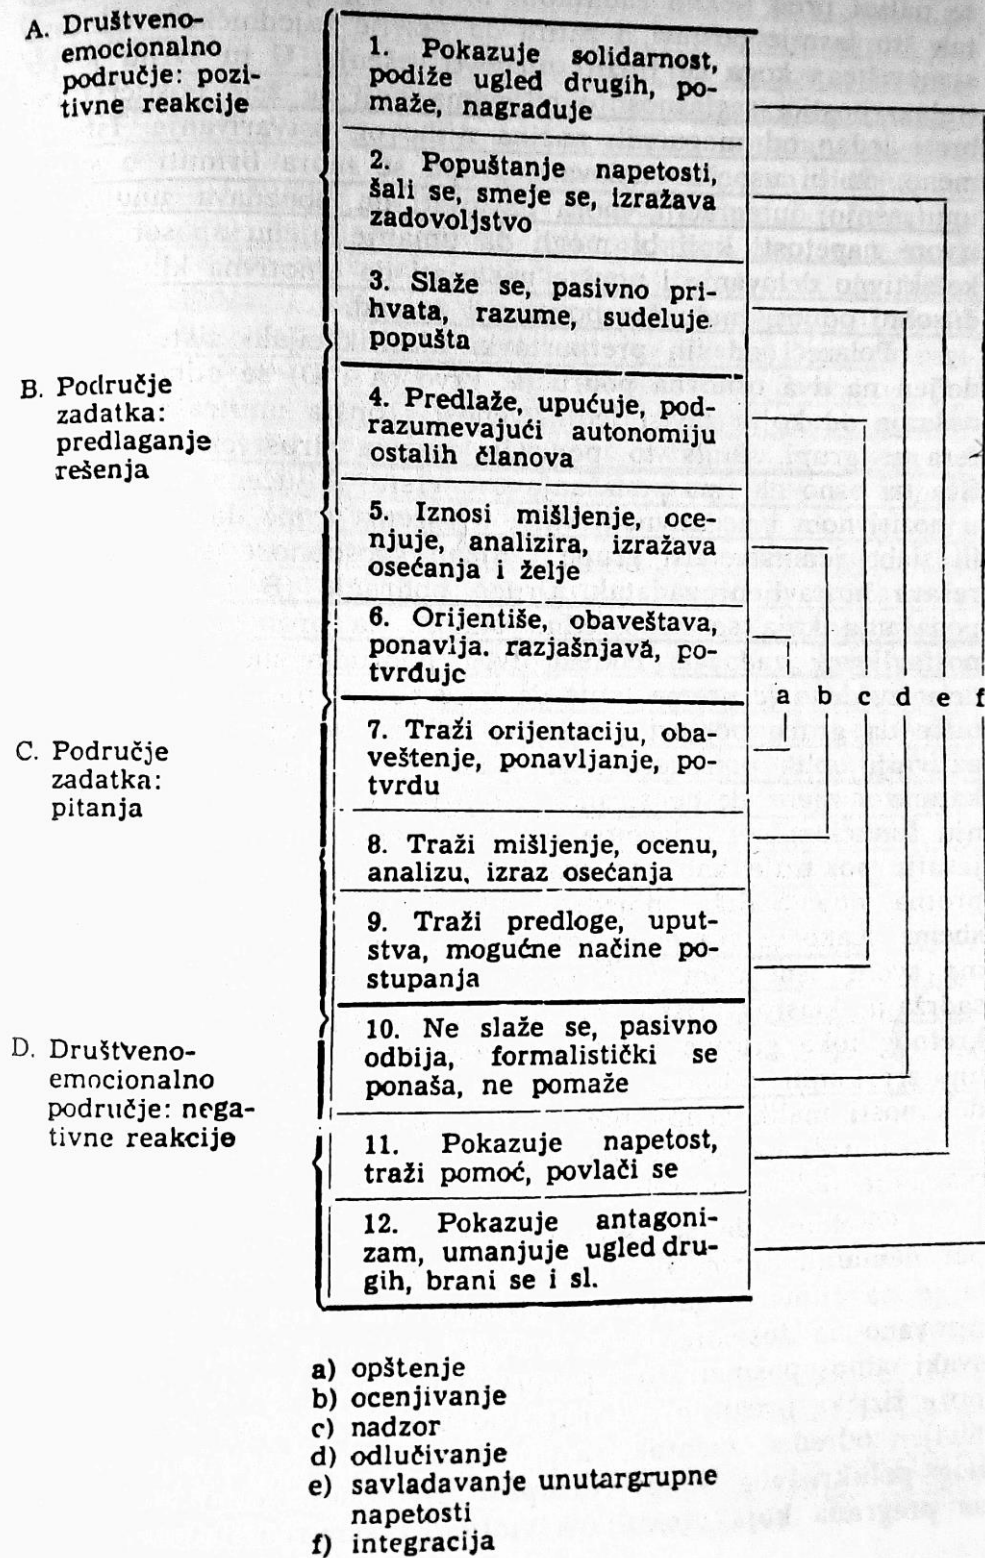 A. Društveno-
emocionalno
područje: pozi-
tivne reakcije
1. Pokazuje solidarnost,
podiže ugled drugih, po-
maže, nagrađuje
2. Popuštanje napetosti,
šali se, smeje se, izražava
zadovoljstvo
3. Slaže se, pasivno pri-
hvata, razume, sudeluje
popušta
B. Područje
zadatka:
predlaganje
rešenja
4. Predlaže, upućuje, pod-
razumevajući autonomiju
ostalih članova
5. Iznosi mišljenje, oce-
njuje, analizira, izražava
osećanja i želje
6. Orijentiše, obaveštava,
ponavlja, razjašnjava, po-
tvrđuje
a b c d e f
C. Područje
zadatka:
pitanja
7. Traži orijentaciju, oba-
veštenje, ponavljanje, po-
tvrdu
8. Traži mišljenje, ocenu,
analizu, izraz osećanja
9. Traži predloge, uput-
stva, mogućne načine po-
stupanja
D. Društveno-
emocionalno
područje: nega-
tivne reakcije
10. Ne slaže se, pasivno
odbija, formalistički se
ponaša, ne pomaže
11. Pokazuje napetost,
traži pomoć, povlači se
12. Pokazuje antagoni-
zam, umanjuje ugled dru-
gih, brani se i sl.
a) opštenje
b) ocenjivanje
c) nadzor
d) odlučivanje
e) savladavanje unutargrupne
napetosti
f) integracija